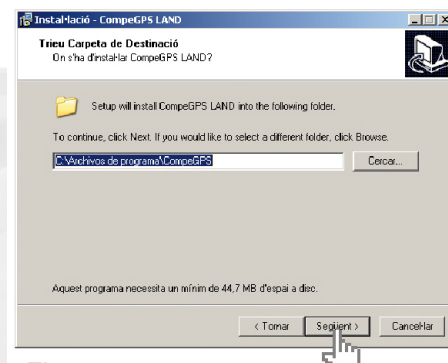 Instal·lació - CompeGPS LAND
Trieu Carpeta de Destinació
On s'ha d'instal·lar CompeGPS LAND?
Setup will install CompeGPS LAND into the following folder.
To continue, click Next. If you would like to select a different folder, click Browse.
C:\Archivos de programa\CompeGPS
Cercar...
Aquest programa necessita un mínim de 44,7 MB d'espai a disc.
< Tornar
Següent >
Cancel·lar